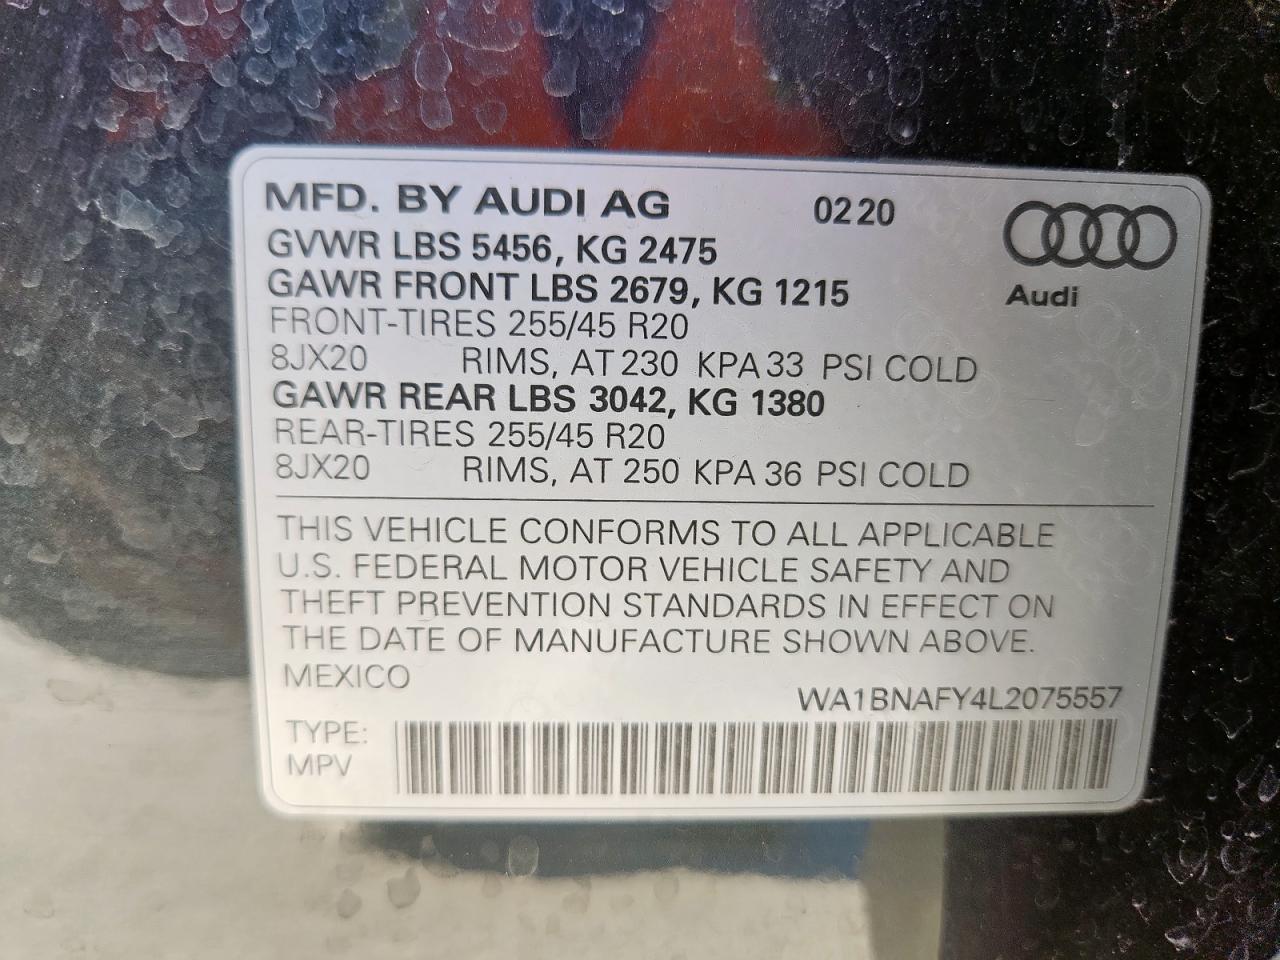 MFD. BY AUDI AG 0220
GVWR LBS 5456, KG 2475
GAWR FRONT LBS 2679, KG 1215
Audi
FRONT-TIRES 255/45 R20
8JX20 RIMS, AT 230 KPA 33 PSI COLD
GAWR REAR LBS 3042, KG 1380
REAR-TIRES 255/45 R20
8JX20 RIMS, AT 250 KPA 36 PSI COLD
THIS VEHICLE CONFORMS TO ALL APPLICABLE
U.S. FEDERAL MOTOR VEHICLE SAFETY AND
THEFT PREVENTION STANDARDS IN EFFECT ON
THE DATE OF MANUFACTURE SHOWN ABOVE.
MEXICO
WA1BNAFY4L2075557
TYPE:
MPV